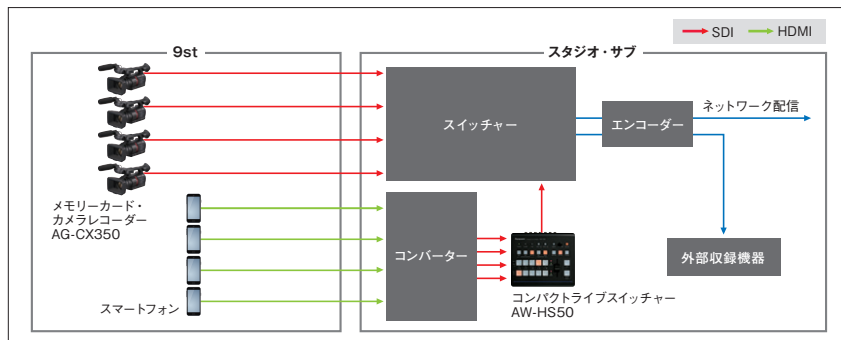 SDI
HDMI
9st
スタジオ・サブ
スイッチャー
エンコーダー
ネットワーク配信
メモリーカード・
カメラレコーダー
AG-CX350
コンバーター
外部収録機器
スマートフォン
コンパクトライブスイッチャー
AW-HS50